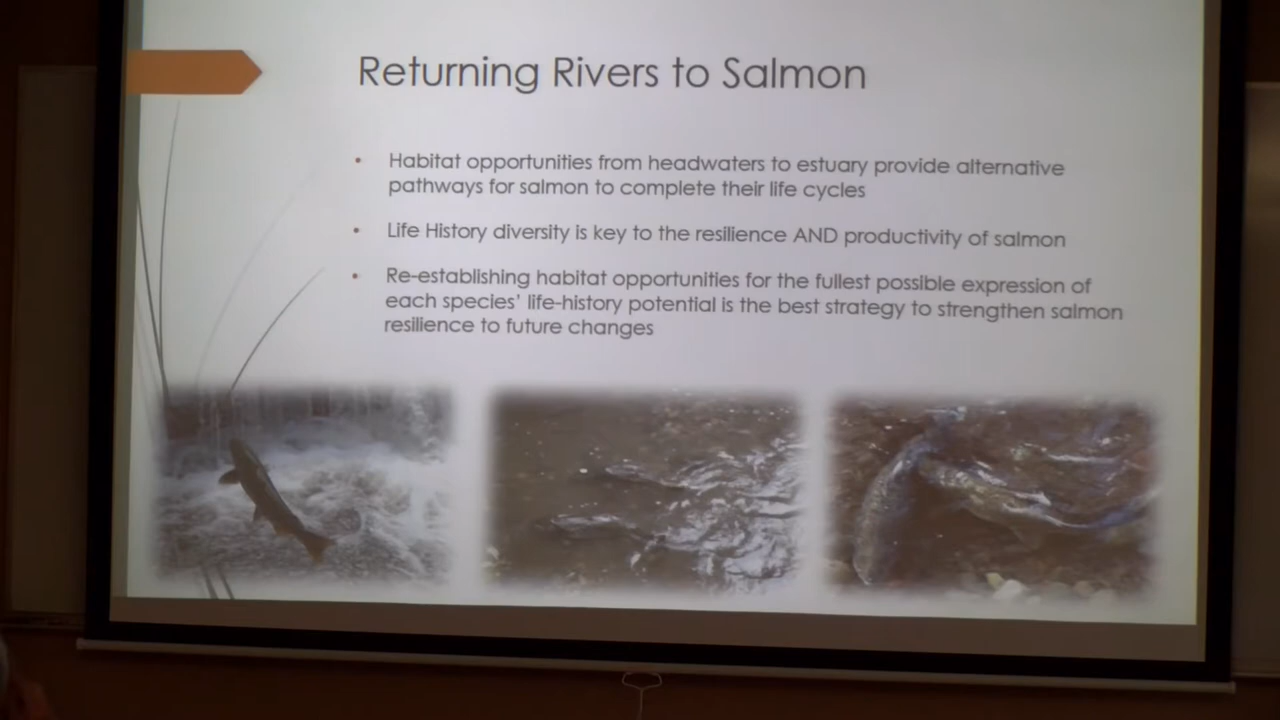 Returning Rivers to Salmon
• Habitat opportunities from headwaters to estuary provide alternative
pathways for salmon to complete their life cycles
• Life History diversity is key to the resilience AND productivity of salmon
• Re-establishing habitat opportunities for the fullest possible expression of
each species' life-history potential is the best strategy to strengthen salmon
resilience to future changes